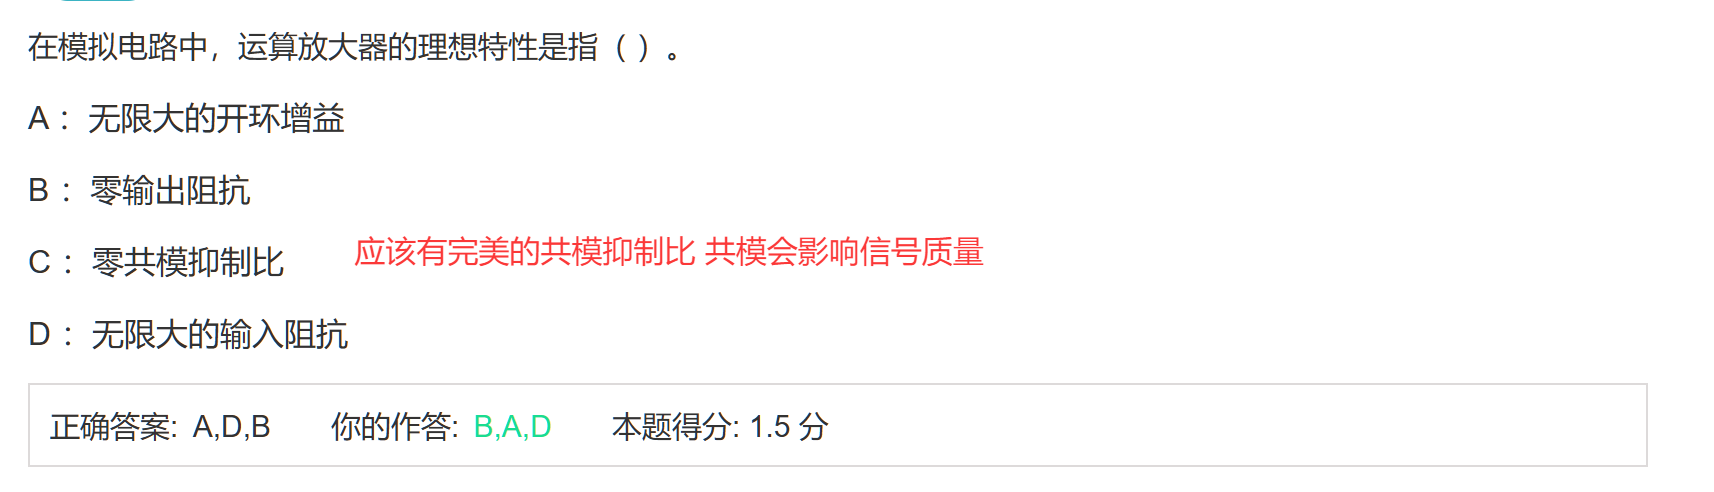 在模拟电路中，运算放大器的理想特性是指（ ）。
A： 无限大的开环增益
B： 零输出阻抗
C： 零共模抑制比 应该有完美的共模抑制比 共模会影响信号质量
D： 无限大的输入阻抗
正确答案: A,D,B 你的作答: B,A,D 本题得分: 1.5 分